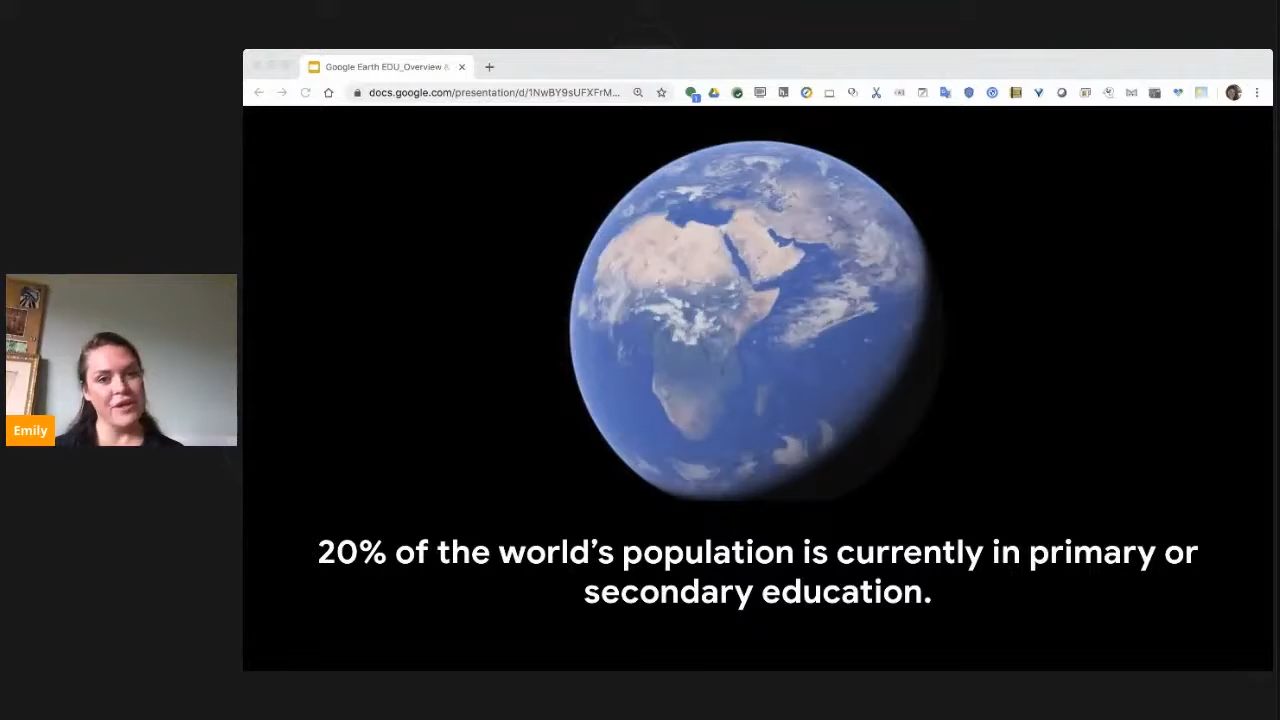 Google Earth EDU_Overview &
docs.google.com/presentation/d/1NwBY9sUFXFrM...
Emily
20% of the world's population is currently in primary or
secondary education.